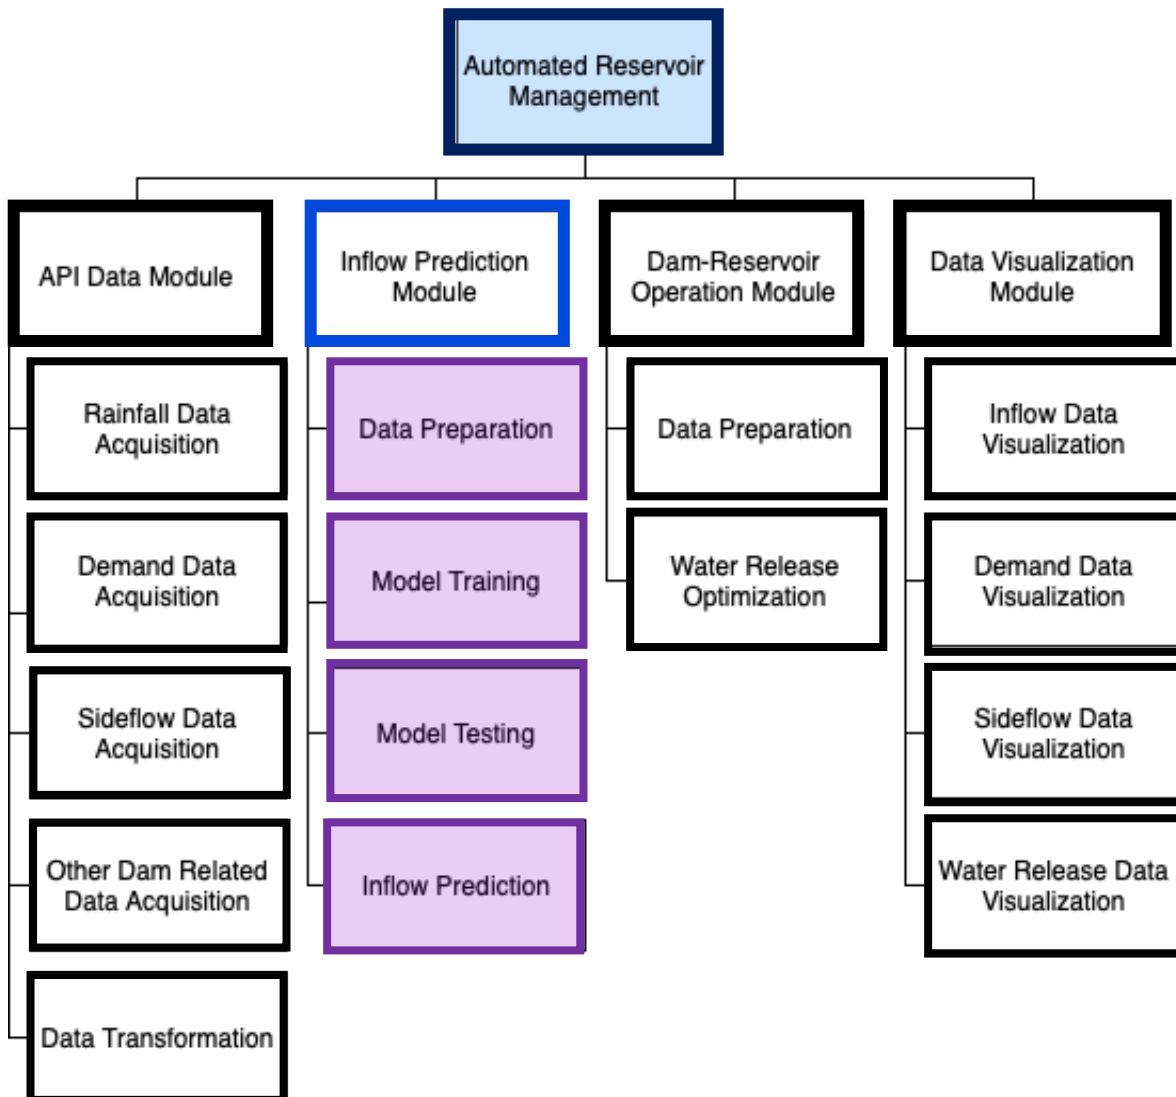 Automated Reservoir
Management
API Data Module
Inflow Prediction
Module
Dam-Reservoir
Operation Module
Data Visualization
Module
Rainfall Data
Acquisition
Demand Data
Acquisition
Sideflow Data
Acquisition
Other Dam Related
Data Acquisition
Data Transformation
Data Preparation
Model Training
Model Testing
Inflow Prediction
Data Preparation
Water Release
Optimization
Inflow Data
Visualization
Demand Data
Visualization
Sideflow Data
Visualization
Water Release Data
Visualization